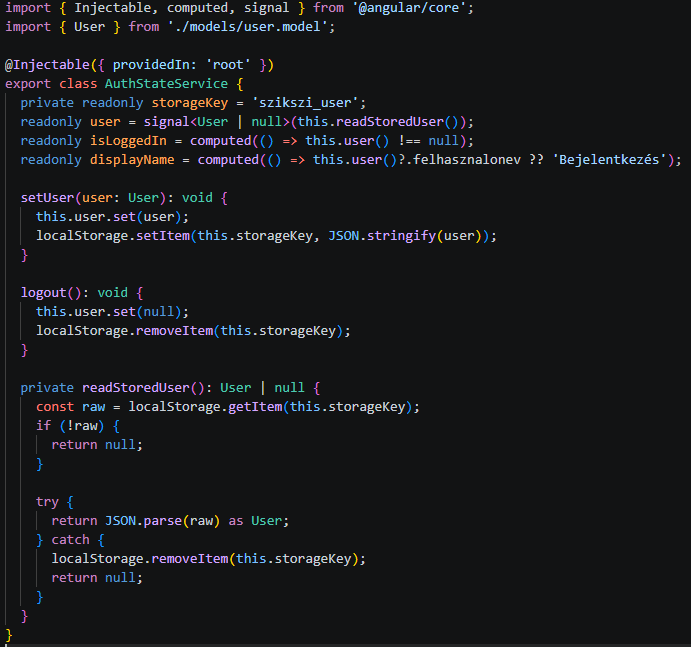 import { Injectable, computed, signal } from '@angular/core';
import { User } from './models/user.model';

@Injectable({ providedIn: 'root' })
export class AuthStateService {
  private readonly storageKey = 'szikszi_user';
  readonly user = signal<User | null>(this.readStoredUser());
  readonly isLoggedIn = computed(() => this.user() !== null);
  readonly displayName = computed(() => this.user()?.felhasznalonev ?? 'Bejelentkezés');

  setUser(user: User): void {
    this.user.set(user);
    localStorage.setItem(this.storageKey, JSON.stringify(user));
  }

  logout(): void {
    this.user.set(null);
    localStorage.removeItem(this.storageKey);
  }

  private readStoredUser(): User | null {
    const raw = localStorage.getItem(this.storageKey);
    if (!raw) {
      return null;
    }

    try {
      return JSON.parse(raw) as User;
    } catch {
      localStorage.removeItem(this.storageKey);
      return null;
    }
  }
}